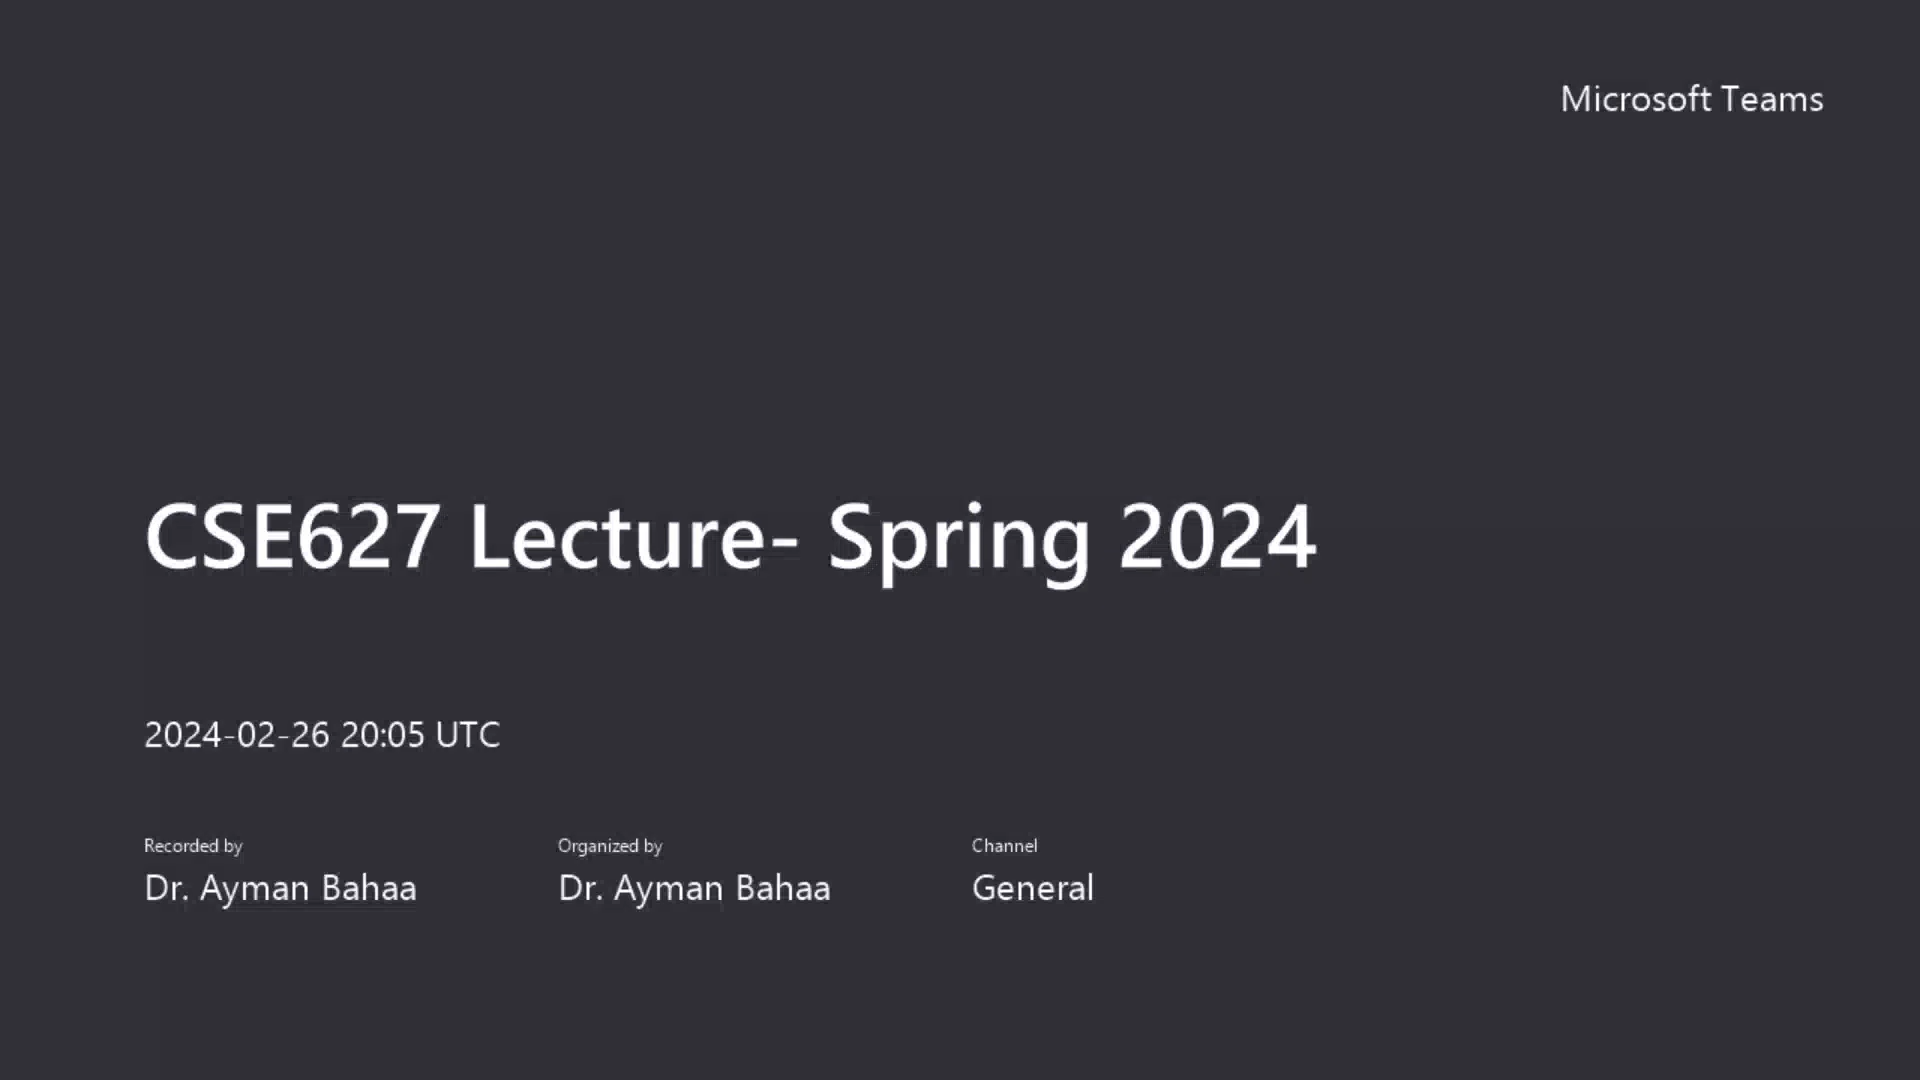 Microsoft Teams
CSE627 Lecture- Spring 2024
2024-02-26 20:05 UTC
Recorded by
Dr. Ayman Bahaa
Organized by
Dr. Ayman Bahaa
Channel
General